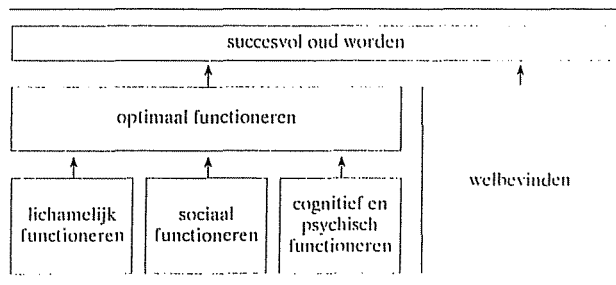 succesvol oud worden
optimaal functioneren
welbevinden
lichamelijk
functioneren
sociaal
functioneren
cognitief en
psychisch
functioneren